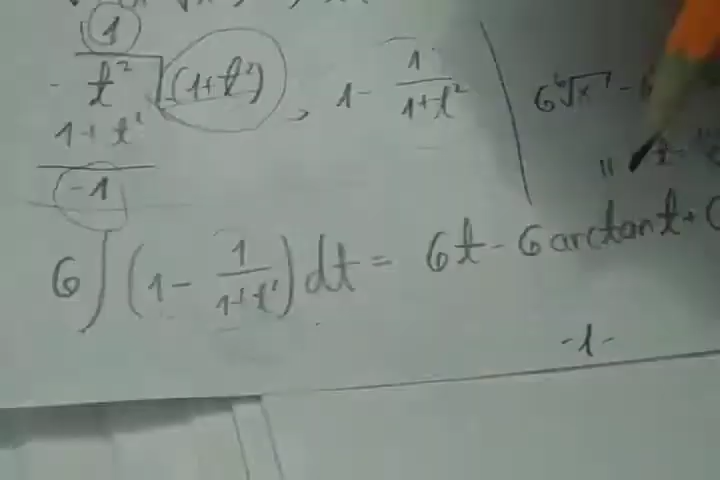 1
- t² (1+t²) , 1 - 1/(1+t²)
1+t²
-1
6 ⁶√x - 6
6∫(1 - 1/(1+t²))dt = 6t - 6arctant + C
-1-